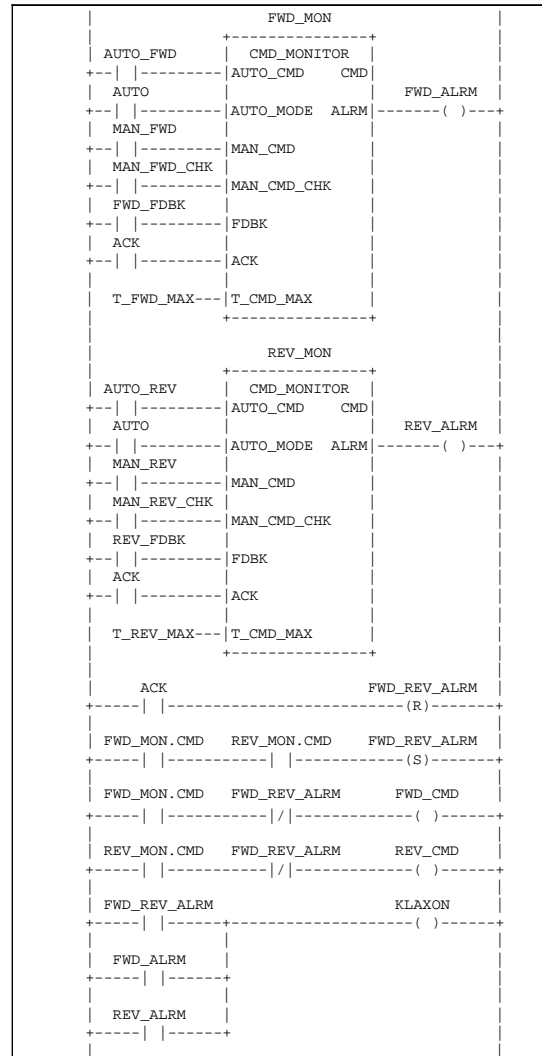 FWD_MON
AUTO_FWD CMD_MONITOR
AUTO_CMD CMD
AUTO FWD_ALRM
AUTO_MODE ALRM ( )
MAN_FWD
MAN_CMD
MAN_FWD_CHK
MAN_CMD_CHK
FWD_FDBK
FDBK
ACK
ACK
T_FWD_MAX T_CMD_MAX
REV_MON
AUTO_REV CMD_MONITOR
AUTO_CMD CMD
AUTO REV_ALRM
AUTO_MODE ALRM ( )
MAN_REV
MAN_CMD
MAN_REV_CHK
MAN_CMD_CHK
REV_FDBK
FDBK
ACK
ACK
T_REV_MAX T_CMD_MAX
ACK FWD_REV_ALRM
(R)
FWD_MON.CMD REV_MON.CMD FWD_REV_ALRM
(S)
FWD_MON.CMD FWD_REV_ALRM FWD_CMD
|/| ( )
REV_MON.CMD FWD_REV_ALRM REV_CMD
|/| ( )
FWD_REV_ALRM KLAXON
( )
FWD_ALRM
REV_ALRM